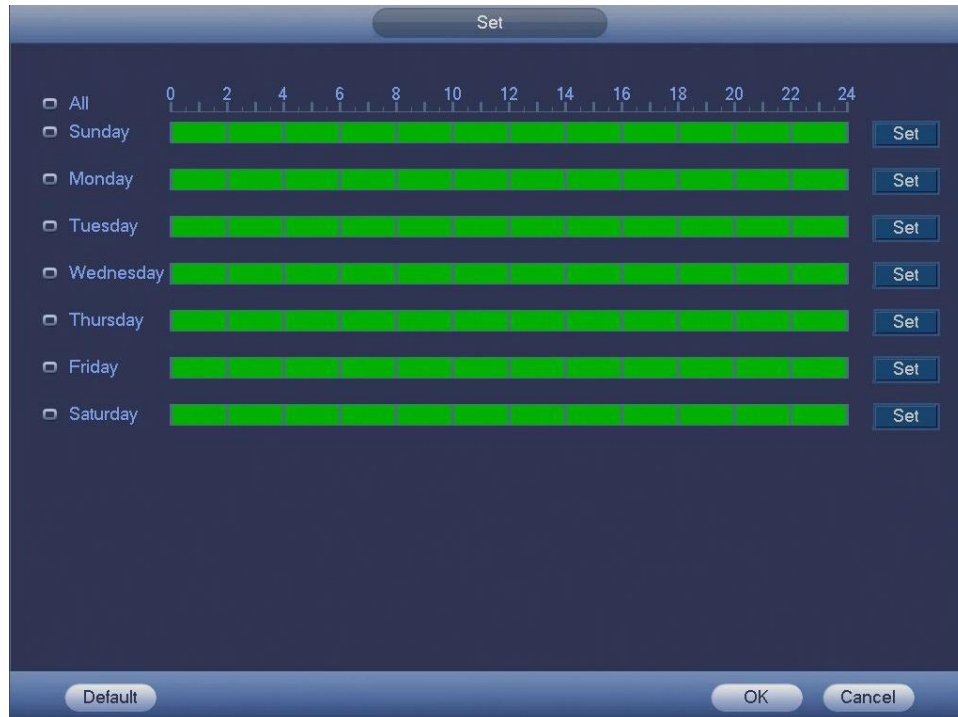 Set
All 0 2 4 6 8 10 12 14 16 18 20 22 24
Sunday Set
Monday Set
Tuesday Set
Wednesday Set
Thursday Set
Friday Set
Saturday Set
Default OK Cancel